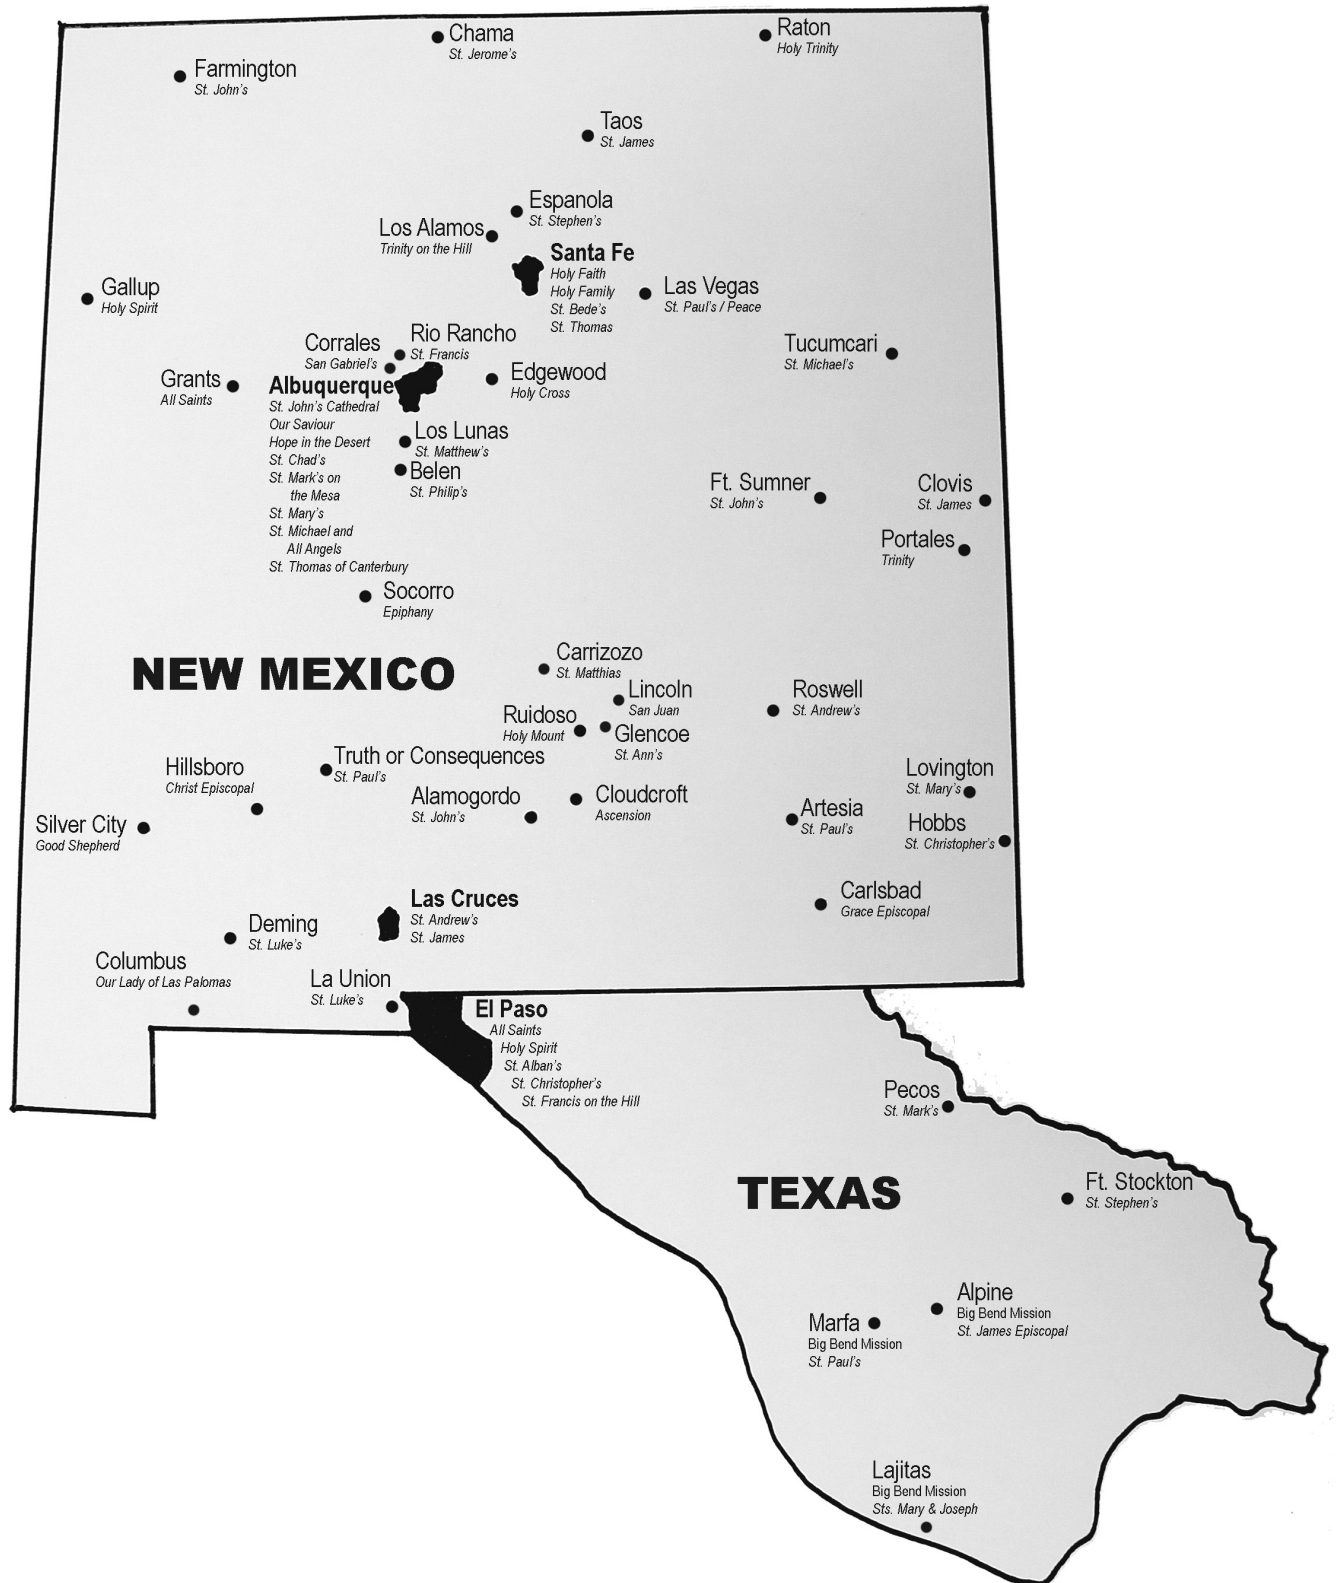 Chama
St. Jerome's
Raton
Holy Trinity
Farmington
St. John's
Taos
St. James
Espanola
St. Stephen's
Los Alamos
Trinity on the Hill
Santa Fe
Holy Faith
Holy Family
St. Bede's
St. Thomas
Las Vegas
St. Paul's / Peace
Gallup
Holy Spirit
Rio Rancho
St. Francis
Corrales
San Gabriel's
Tucumcari
St. Michael's
Grants
All Saints
Edgewood
Holy Cross
Albuquerque
St. John's Cathedral
Our Saviour
Hope in the Desert
St. Chad's
St. Mark's on
the Mesa
St. Mary's
St. Michael and
All Angels
St. Thomas of Canterbury
Los Lunas
St. Matthew's
Belen
St. Philip's
Ft. Sumner
St. John's
Clovis
St. James
Portales
Trinity
Socorro
Epiphany
NEW MEXICO
Carrizozo
St. Matthias
Lincoln
San Juan
Roswell
St. Andrew's
Ruidoso
Holy Mount
Glencoe
St. Ann's
Truth or Consequences
St. Paul's
Hillsboro
Christ Episcopal
Lovington
St. Mary's
Alamogordo
St. John's
Cloudcroft
Ascension
Artesia
St. Paul's
Silver City
Good Shepherd
Hobbs
St. Christopher's
Las Cruces
St. Andrew's
St. James
Carlsbad
Grace Episcopal
Deming
St. Luke's
Columbus
Our Lady of Las Palomas
La Union
St. Luke's
El Paso
All Saints
Holy Spirit
St. Alban's
St. Christopher's
St. Francis on the Hill
Pecos
St. Mark's
TEXAS
Ft. Stockton
St. Stephen's
Alpine
Big Bend Mission
St. James Episcopal
Marfa
Big Bend Mission
St. Paul's
Lajitas
Big Bend Mission
Sts. Mary & Joseph